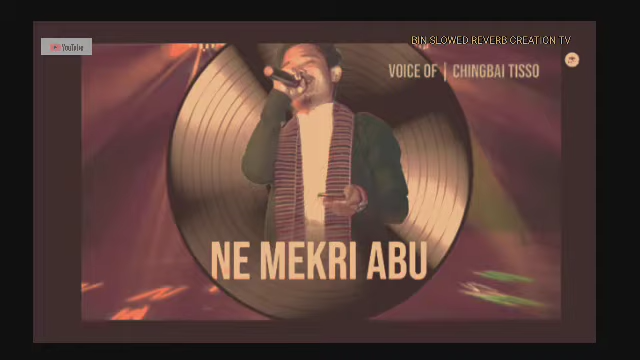 BIN SLOWED REVERB CREATION TV
YouTube
VOICE OF | CHINGBAI TISSO
NE MEKRI ABU